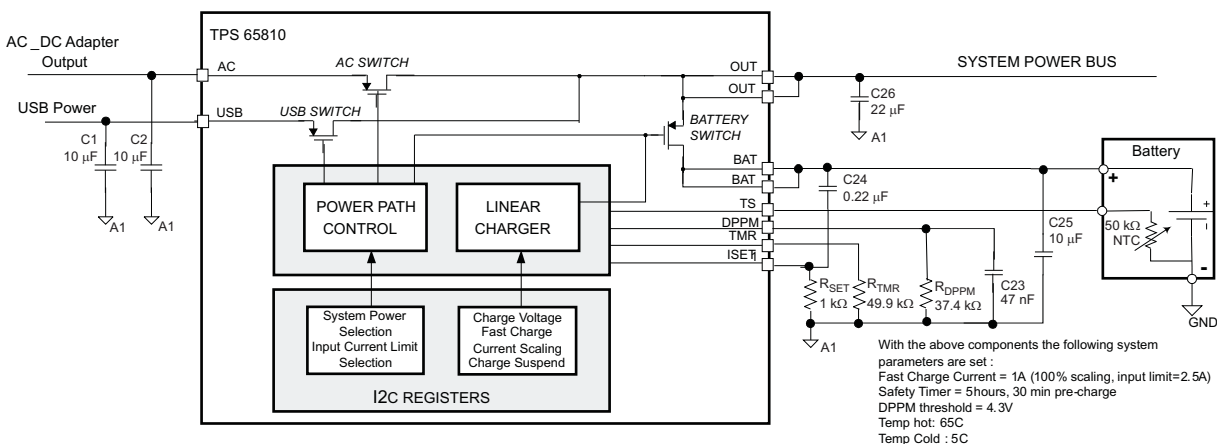 TPS 65810
AC _DC Adapter
Output
USB Power
C1
10 µF
C2
10 µF
A1
A1
AC
USB
AC SWITCH
USB SWITCH
BATTERY
SWITCH
OUT
OUT
BAT
BAT
TS
DPPM
TMR
ISET1
POWER PATH
CONTROL
LINEAR
CHARGER
System Power
Selection
Input Current Limit
Selection
Charge Voltage
Fast Charge
Current Scaling
Charge Suspend
I2C REGISTERS
SYSTEM POWER BUS
C26
22 µF
A1
C24
0.22 µF
C25
10 µF
Battery
+
+
-
50 kΩ
NTC
-
GND
RSET
1 kΩ
RTMR
49.9 kΩ
RDPPM
37.4 kΩ
C23
47 nF
A1
With the above components the following system
parameters are set :
Fast Charge Current = 1A (100% scaling, input limit=2.5A)
Safety Timer = 5hours, 30 min pre-charge
DPPM threshold = 4.3V
Temp hot: 65C
Temp Cold : 5C